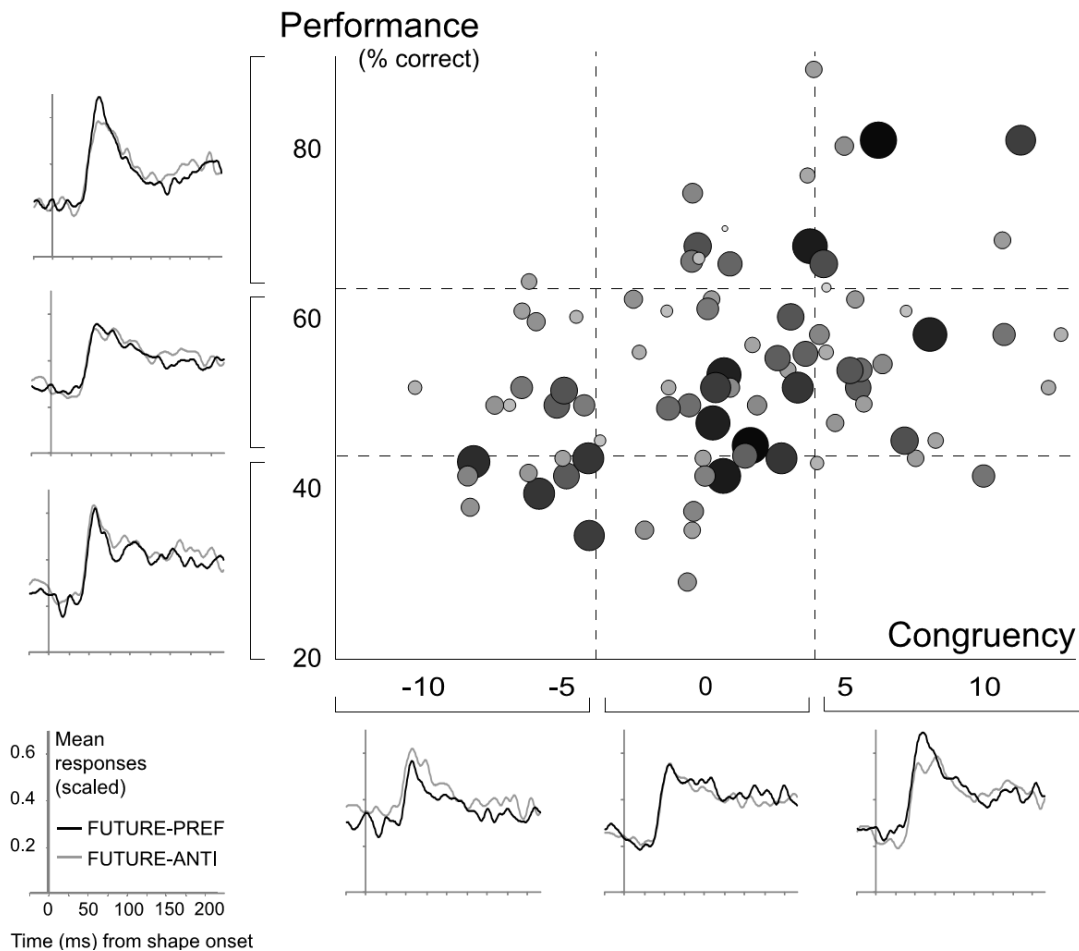 Performance
(% correct)
80
60
40
20
Congruency
-10
-5
0
5
10
0.6
0.4
0.2
Mean
responses
(scaled)
FUTURE-PREF
FUTURE-ANTI
0
50
100
150
200
Time (ms) from shape onset